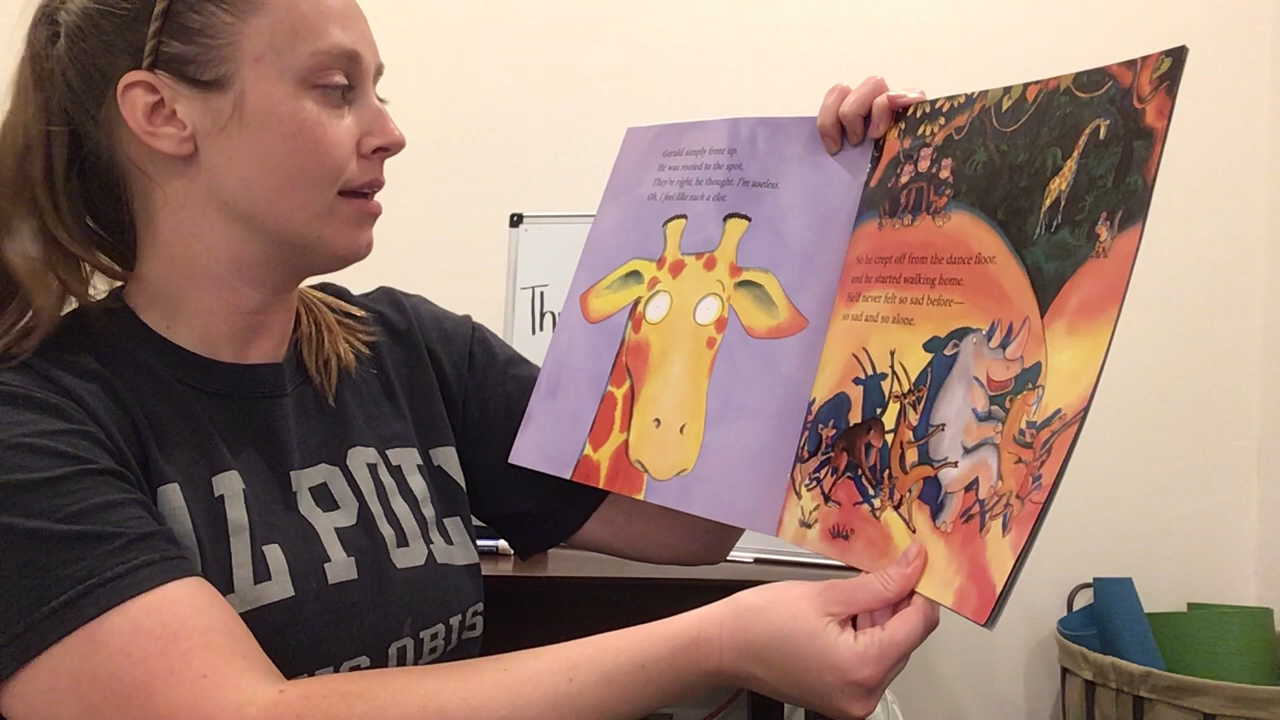 Gerald simply froze up.
He was rooted to the spot.
They're right, he thought. I'm useless.
Oh, I feel like such a clot.
So he crept off from the dance floor,
and he started walking home.
He'd never felt so sad before—
so sad and so alone.
Th
AL POLY
OBIS